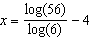 x = log(56)/log(6) − 4